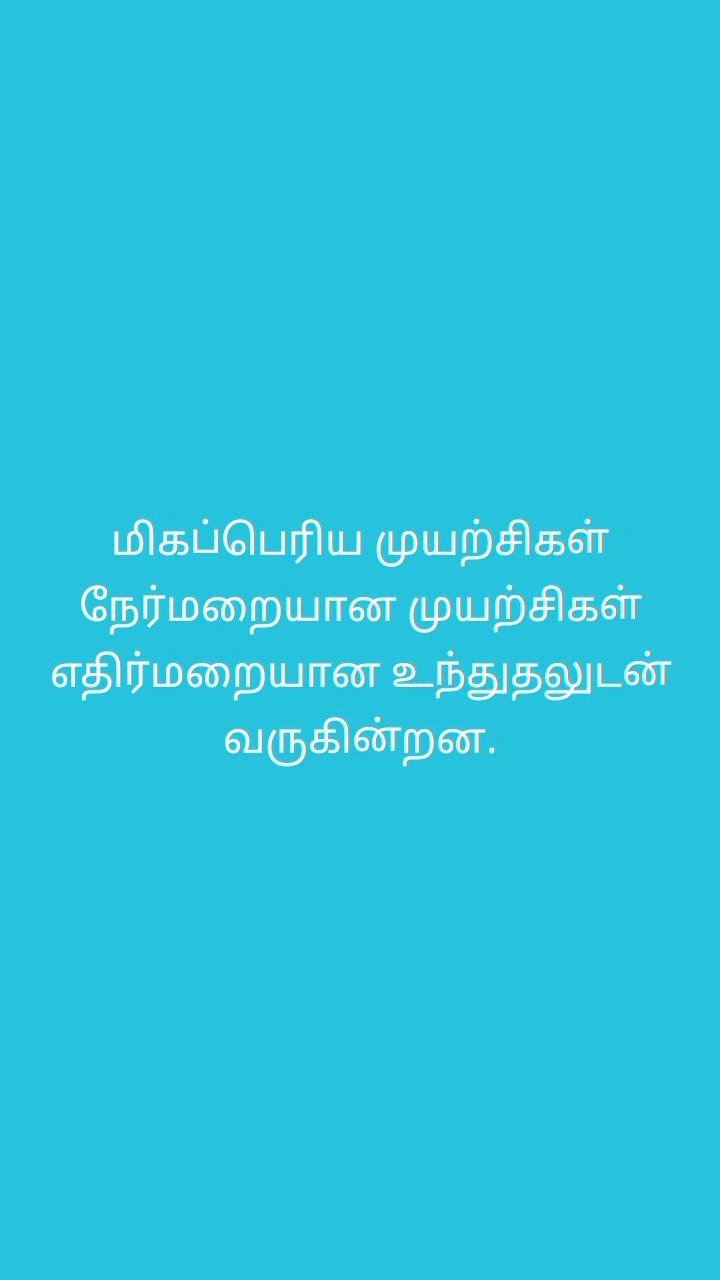 மிகப்பெரிய முயற்சிகள்
நேர்மறையான முயற்சிகள்
எதிர்மறையான உந்துதலுடன்
வருகின்றன.